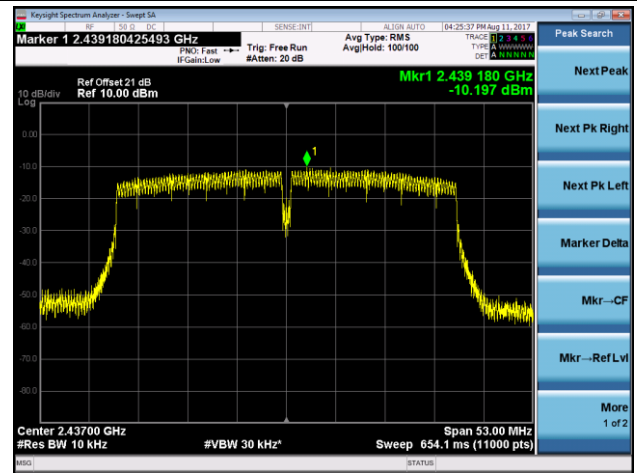 Keysight Spectrum Analyzer - Swept SA
RF 50 Ω DC SENSE:INT ALIGN AUTO 04:25:37 PM Aug 11, 2017
Marker 1 2.439180425493 GHz
PNO: Fast
IFGain:Low
Trig: Free Run
#Atten: 20 dB
Avg Type: RMS
Avg|Hold: 100/100
TRACE 1 2 3 4 5 6
TYPE A WWWWW
DET A N N N N N
Peak Search
Ref Offset 21 dB
10 dB/div Ref 10.00 dBm
Log
Mkr1 2.439 180 GHz
-10.197 dBm
0.00
-10.0
-20.0
-30.0
-40.0
-50.0
-60.0
-70.0
-80.0
1
Center 2.43700 GHz Span 53.00 MHz
#Res BW 10 kHz #VBW 30 kHz* Sweep 654.1 ms (11000 pts)
MSG STATUS
Next Peak
Next Pk Right
Next Pk Left
Marker Delta
Mkr→CF
Mkr→Ref Lvl
More
1 of 2